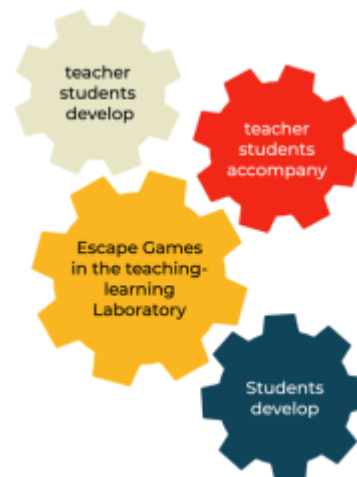 teacher
students
develop
teacher
students
accompany
Escape Games
in the teaching-
learning
Laboratory
Students
develop